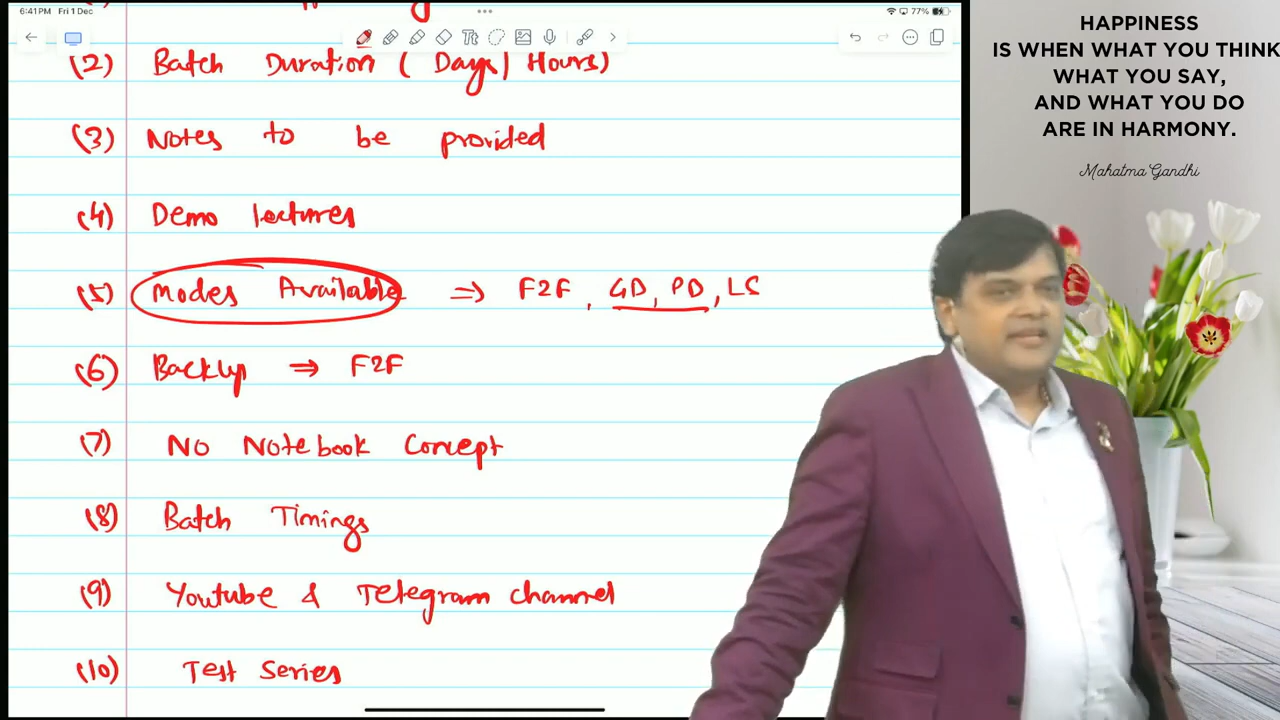 6:41 PM Fri 1 Dec
77%
(2) Batch Duration ( Days / Hours)
(3) Notes to be provided
(4) Demo lectures
(5) Modes Available ⇒ F2F, GD, PD, LS
(6) Backup ⇒ F2F
(7) No Notebook Concept
(8) Batch Timings
(9) Youtube & Telegram channel
(10) Test Series
HAPPINESS
IS WHEN WHAT YOU THINK
WHAT YOU SAY,
AND WHAT YOU DO
ARE IN HARMONY.
Mahatma Gandhi